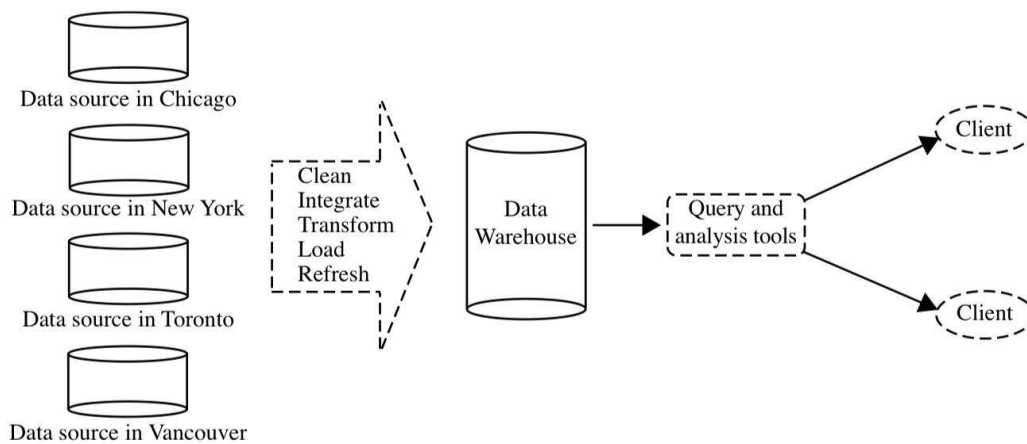 Data source in Chicago
Data source in New York
Data source in Toronto
Data source in Vancouver
Clean
Integrate
Transform
Load
Refresh
Data
Warehouse
Query and
analysis tools
Client
Client